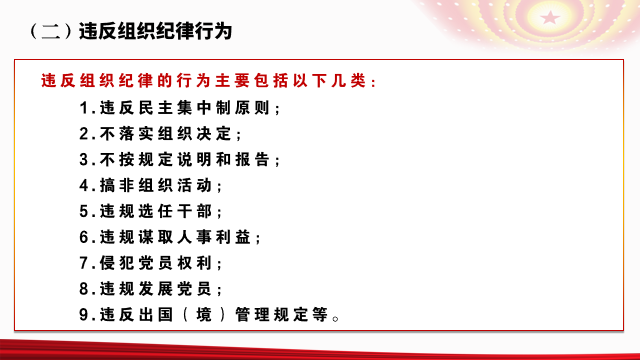 （二）违反组织纪律行为
违反组织纪律的行为主要包括以下几类：
1.违反民主集中制原则；
2.不落实组织决定；
3.不按规定说明和报告；
4.搞非组织活动；
5.违规选任干部；
6.违规谋取人事利益；
7.侵犯党员权利；
8.违规发展党员；
9.违反出国（境）管理规定等。